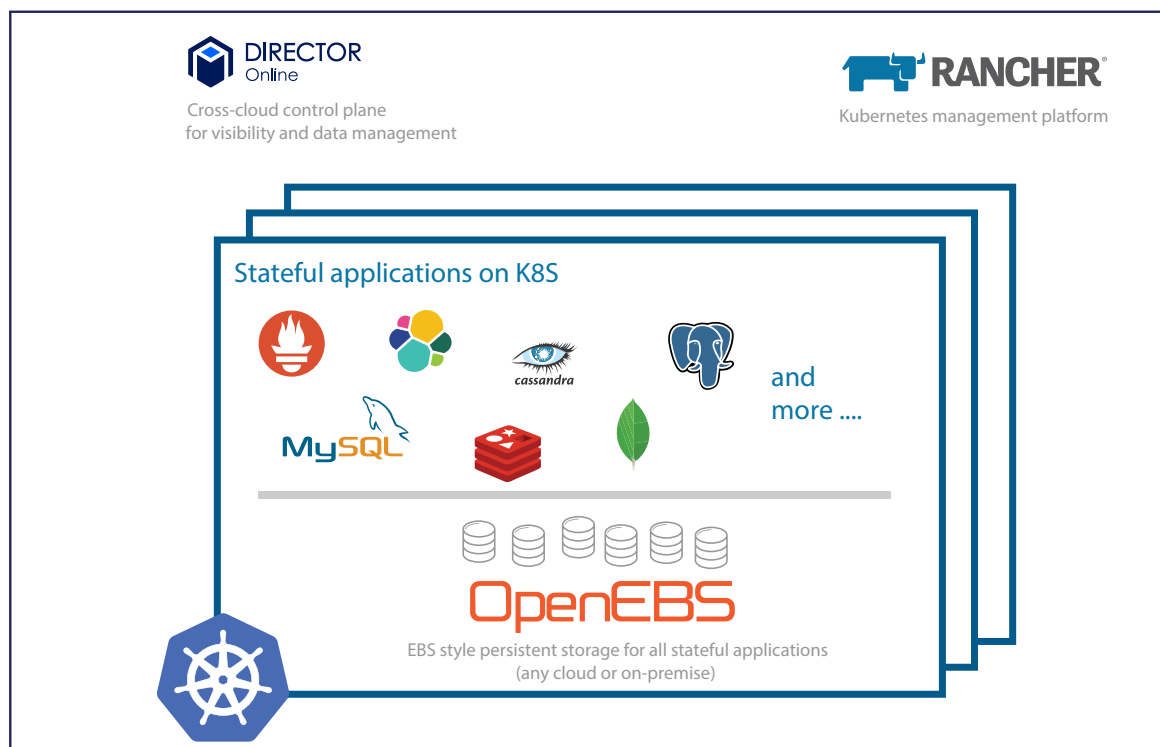 DIRECTOR
Online
Cross-cloud control plane
for visibility and data management
RANCHER®
Kubernetes management platform
Stateful applications on K8S
cassandra
and
more ....
MySQL
OpenEBS
EBS style persistent storage for all stateful applications
(any cloud or on-premise)